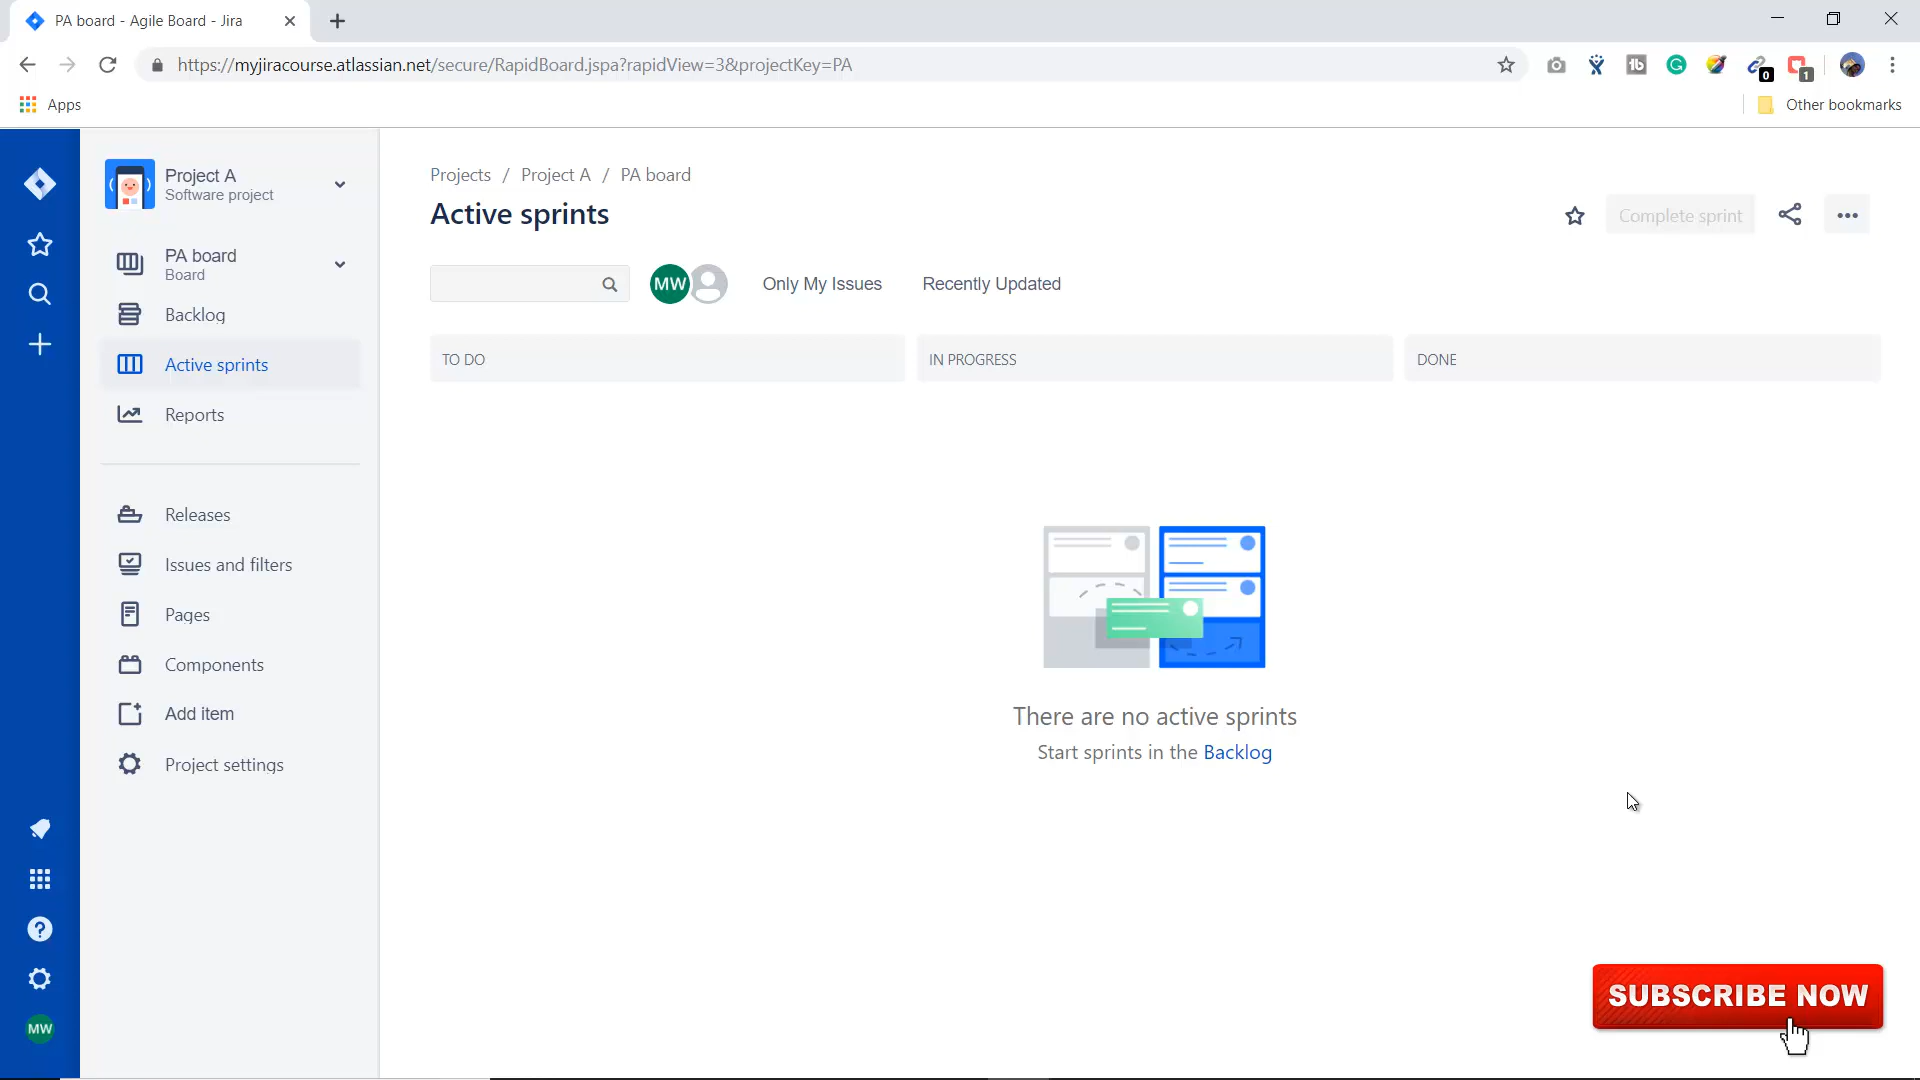 PA board - Agile Board - Jira
https://myjiracourse.atlassian.net/secure/RapidBoard.jspa?rapidView=3&projectKey=PA
0
1
Apps
Other bookmarks
Project A
Software project
PA board
Board
Backlog
Active sprints
Reports
Releases
Issues and filters
Pages
Components
Add item
Project settings
MW
Projects / Project A / PA board
Active sprints
Complete sprint
MW
Only My Issues
Recently Updated
TO DO
IN PROGRESS
DONE
There are no active sprints
Start sprints in the Backlog
SUBSCRIBE NOW